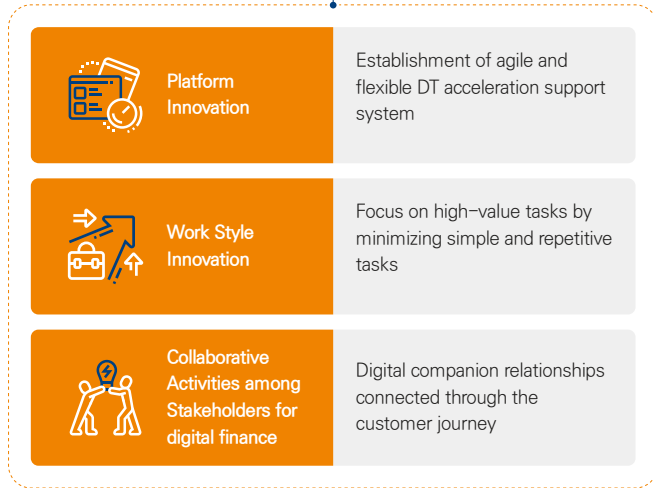 Platform
Innovation
Establishment of agile and
flexible DT acceleration support
system
Work Style
Innovation
Focus on high-value tasks by
minimizing simple and repetitive
tasks
Collaborative
Activities among
Stakeholders for
digital finance
Digital companion relationships
connected through the
customer journey